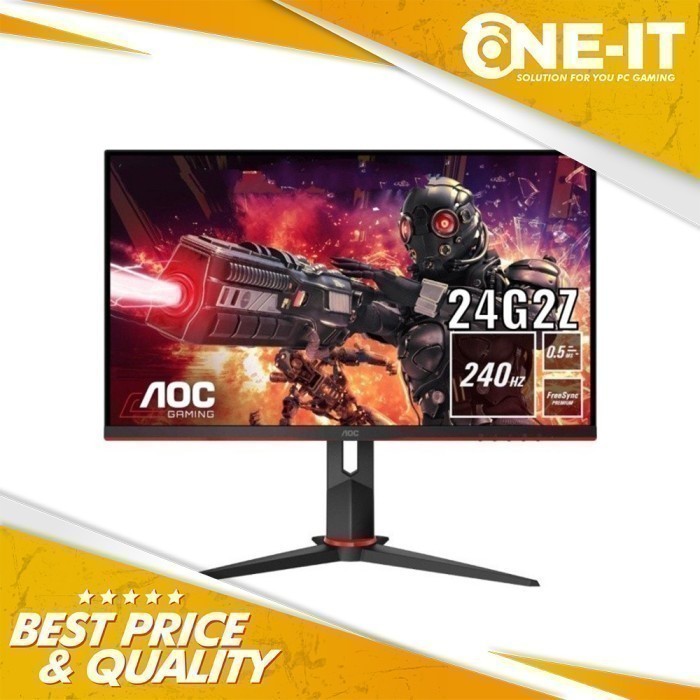 ONE-IT
SOLUTION FOR YOU PC GAMING
24G2Z
240HZ
0.5 MS
FreeSync
PREMIUM
AOC
GAMING
AOC
BEST PRICE
& QUALITY